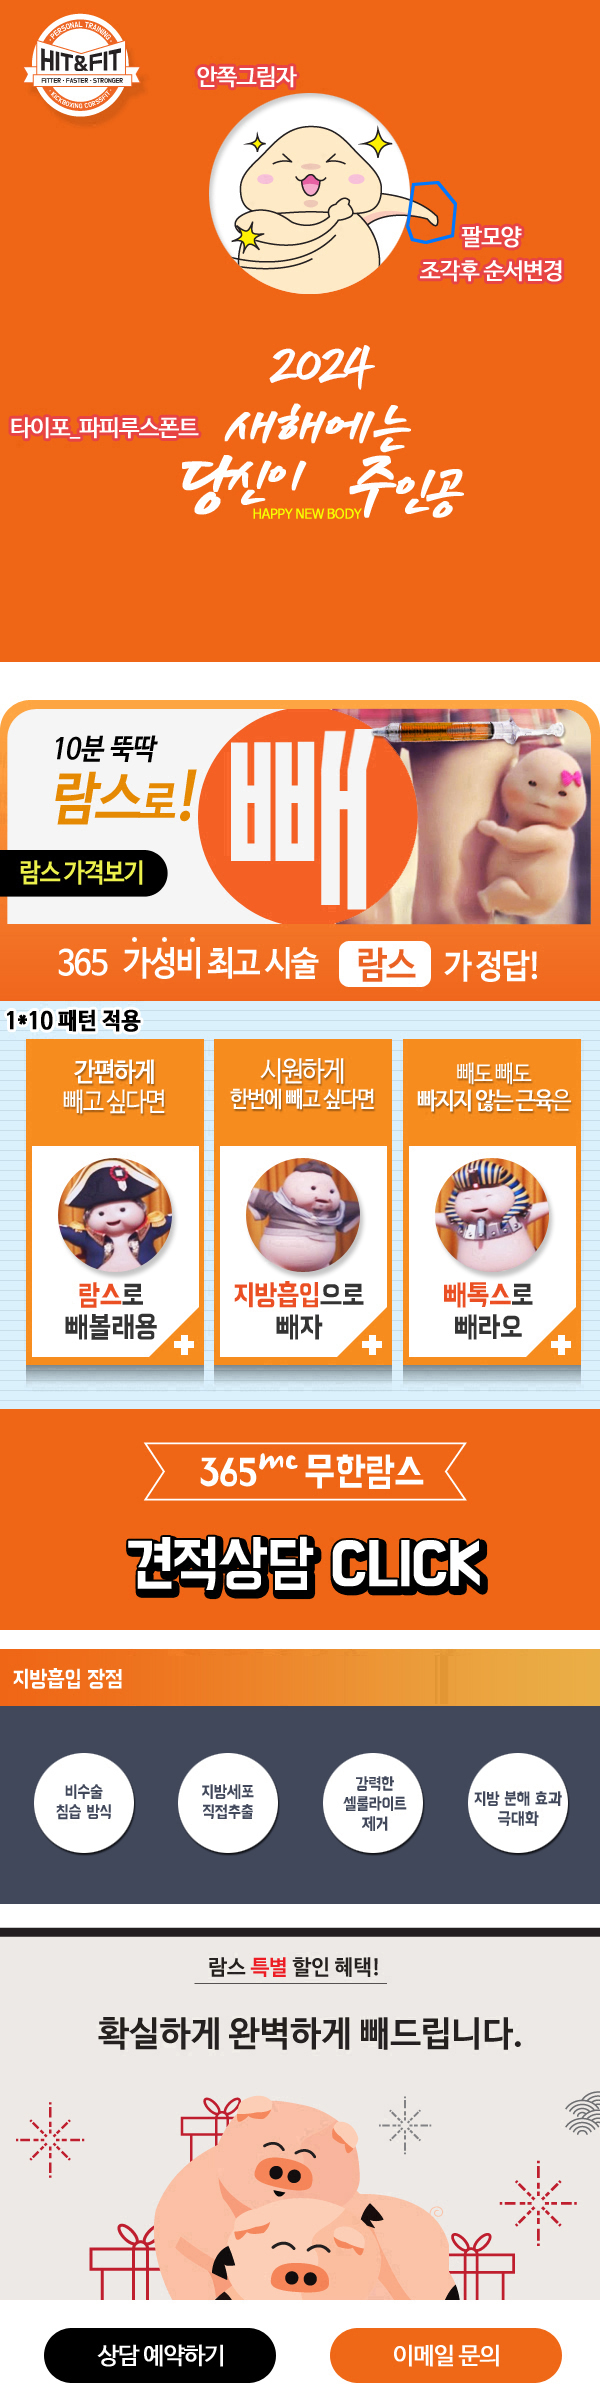 PERSONAL TRAINING
HIT&FIT
FITTER · FASTER · STRONGER
KICKBOXING CORSSFIT
안쪽그림자
팔모양
조각후 순서변경
2024
타이포_파피루스폰트
새해에는
당신이 주인공
HAPPY NEW BODY
10분 뚝딱
람스로!
빼
람스 가격보기
365 가성비 최고 시술 람스 가 정답!
1*10 패턴 적용
간편하게
빼고 싶다면
람스로
빼볼래용
시원하게
한번에 빼고 싶다면
지방흡입으로
빼자
빼도 빼도
빠지지 않는 근육은
빼톡스로
빼라오
365mc 무한람스
견적상담 CLICK
지방흡입 장점
비수술
침습 방식
지방세포
직접추출
강력한
셀룰라이트
제거
지방 분해 효과
극대화
람스 특별 할인 혜택!
확실하게 완벽하게 빼드립니다.
상담 예약하기
이메일 문의